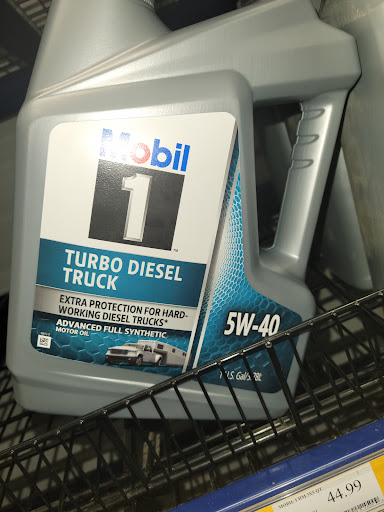 Mobil
1
TURBO DIESEL
TRUCK
EXTRA PROTECTION FOR HARD-
WORKING DIESEL TRUCKS*
ADVANCED FULL SYNTHETIC
MOTOR OIL
5W-40
44.99